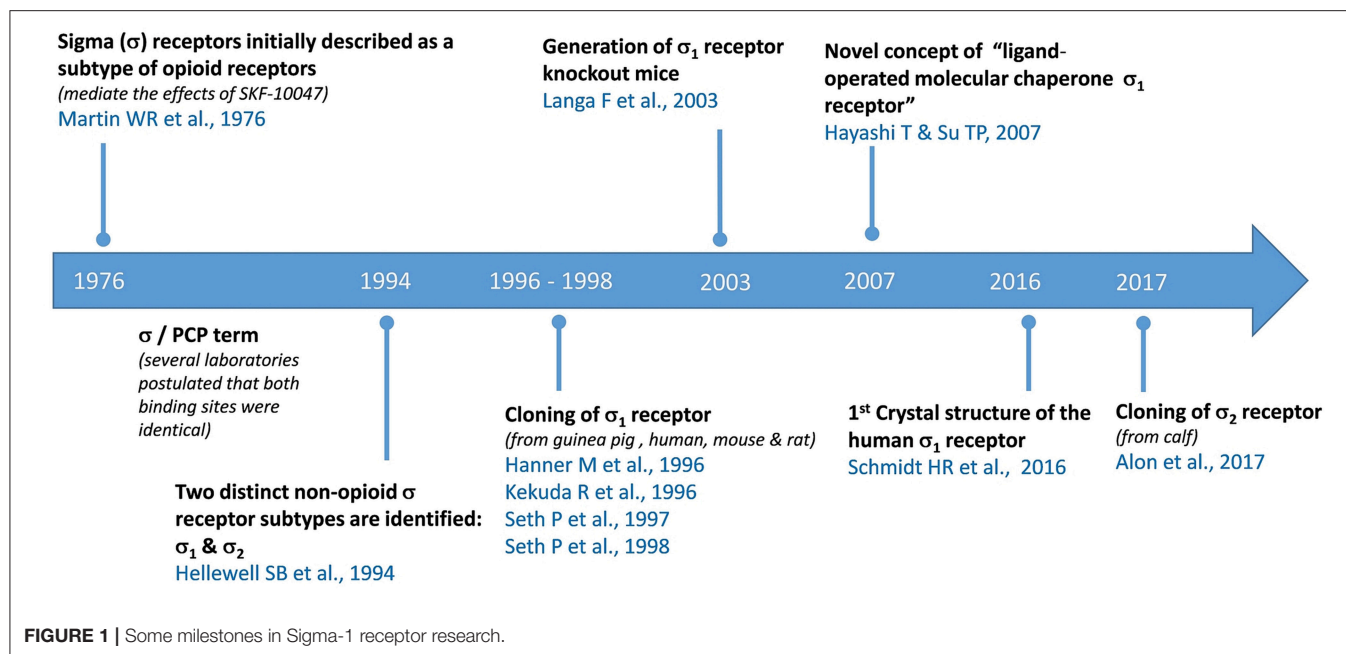 Sigma (σ) receptors initially described as a
subtype of opioid receptors
(mediate the effects of SKF-10047)
Martin WR et al., 1976
Generation of σ1 receptor
knockout mice
Langa F et al., 2003
Novel concept of “ligand-
operated molecular chaperone σ1
receptor”
Hayashi T & Su TP, 2007
1976
1994
1996 - 1998
2003
2007
2016
2017
σ / PCP term
(several laboratories
postulated that both
binding sites were
identical)
Two distinct non-opioid σ
receptor subtypes are identified:
σ1 & σ2
Hellewell SB et al., 1994
Cloning of σ1 receptor
(from guinea pig , human, mouse & rat)
Hanner M et al., 1996
Kekuda R et al., 1996
Seth P et al., 1997
Seth P et al., 1998
1st Crystal structure of the
human σ1 receptor
Schmidt HR et al., 2016
Cloning of σ2 receptor
(from calf)
Alon et al., 2017
FIGURE 1 | Some milestones in Sigma-1 receptor research.